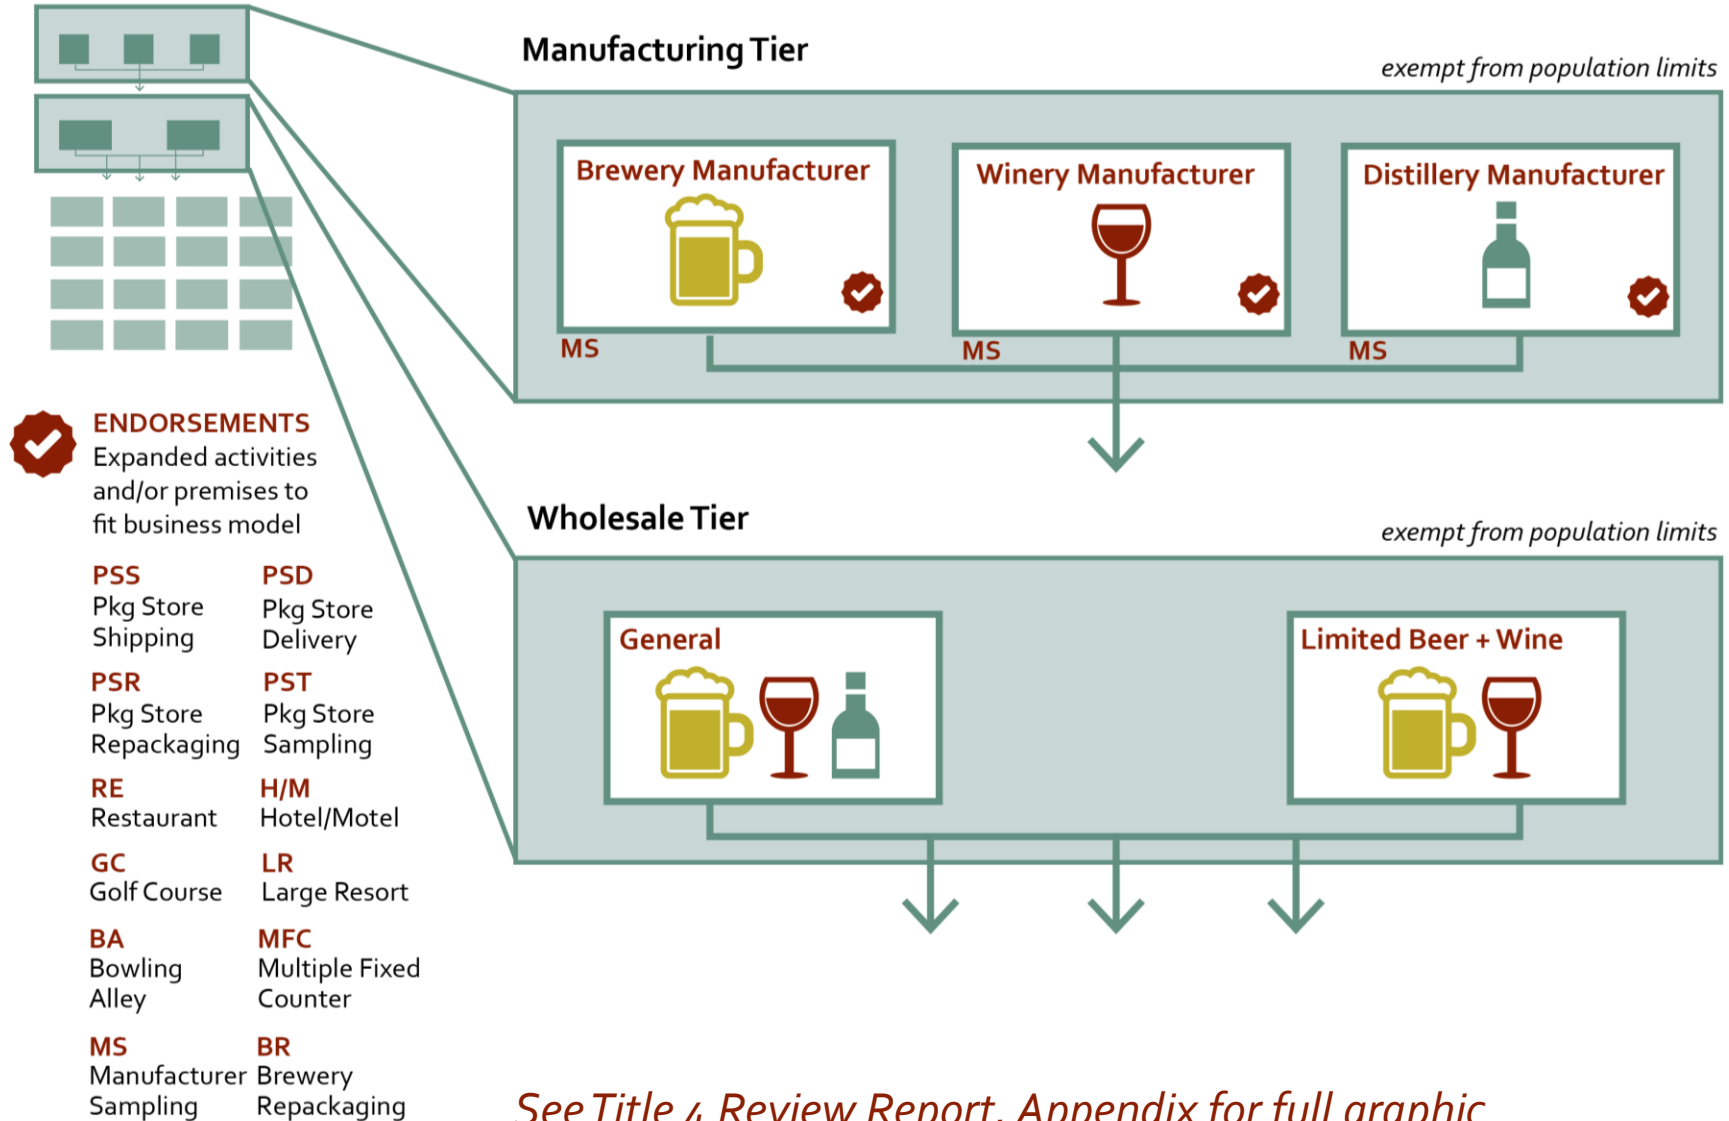 Manufacturing Tier
exempt from population limits
Brewery Manufacturer
Winery Manufacturer
Distillery Manufacturer
MS
MS
MS
Wholesale Tier
exempt from population limits
General
Limited Beer + Wine
ENDORSEMENTS
Expanded activities
and/or premises to
fit business model
PSS
Pkg Store
Shipping
PSD
Pkg Store
Delivery
PSR
Pkg Store
Repackaging
PST
Pkg Store
Sampling
RE
Restaurant
H/M
Hotel/Motel
GC
Golf Course
LR
Large Resort
BA
Bowling
Alley
MFC
Multiple Fixed
Counter
MS
Manufacturer
Sampling
BR
Brewery
Repackaging
See Title 4 Review Report, Appendix for full graphic